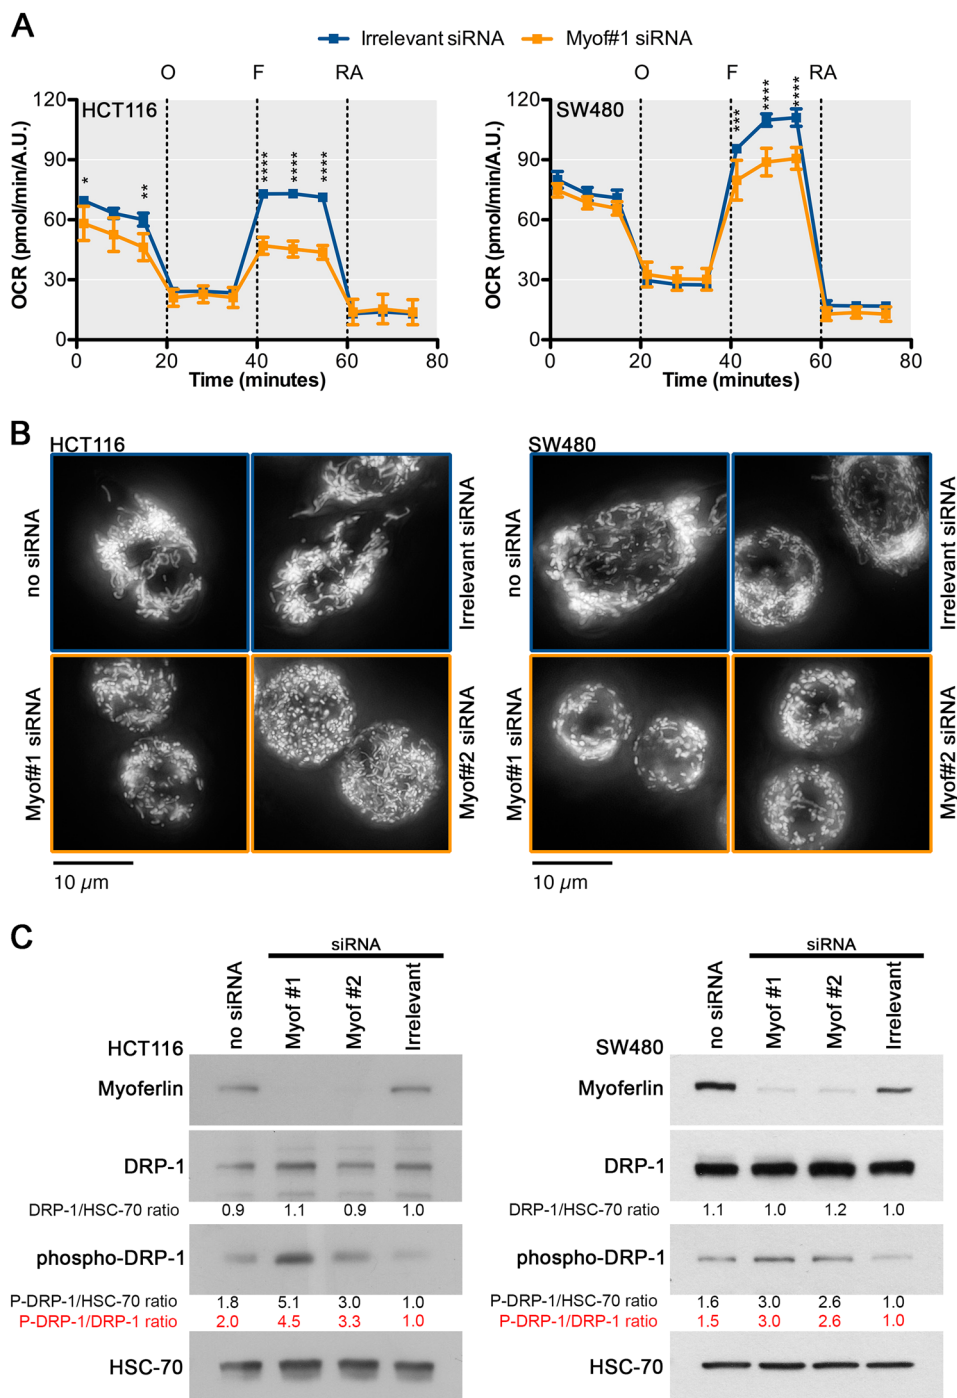 A
Irrelevant siRNA
Myof#1 siRNA
O F RA
O F RA
HCT116
SW480
OCR (pmol/min/A.U.)
120
90
60
30
0
* ** **** **** ****
0 20 40 60 80
Time (minutes)
OCR (pmol/min/A.U.)
120
90
60
30
0
*** **** ****
0 20 40 60 80
Time (minutes)
B
HCT116
SW480
no siRNA
Irrelevant siRNA
no siRNA
Irrelevant siRNA
Myof#1 siRNA
Myof#2 siRNA
Myof#1 siRNA
Myof#2 siRNA
10 µm
10 µm
C
siRNA
no siRNA
Myof #1
Myof #2
Irrelevant
HCT116
Myoferlin
DRP-1
DRP-1/HSC-70 ratio 0.9 1.1 0.9 1.0
phospho-DRP-1
P-DRP-1/HSC-70 ratio 1.8 5.1 3.0 1.0
P-DRP-1/DRP-1 ratio 2.0 4.5 3.3 1.0
HSC-70
siRNA
no siRNA
Myof #1
Myof #2
Irrelevant
SW480
Myoferlin
DRP-1
DRP-1/HSC-70 ratio 1.1 1.0 1.2 1.0
phospho-DRP-1
P-DRP-1/HSC-70 ratio 1.6 3.0 2.6 1.0
P-DRP-1/DRP-1 ratio 1.5 3.0 2.6 1.0
HSC-70